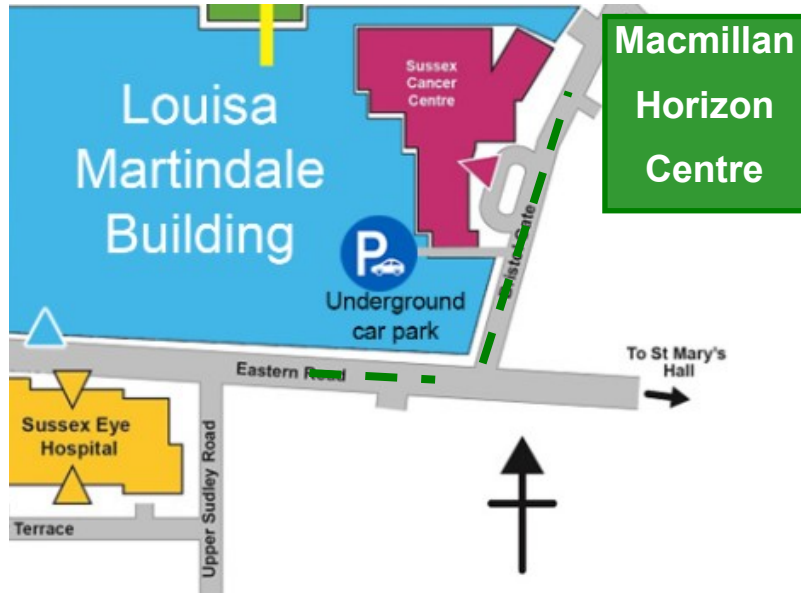 Macmillan
Horizon
Centre
Sussex
Cancer
Centre
Louisa
Martindale
Building
P
Bristol Gate
Underground
car park
To St Mary's
Hall
Eastern Road
Sussex Eye
Hospital
Upper Sudley Road
Terrace